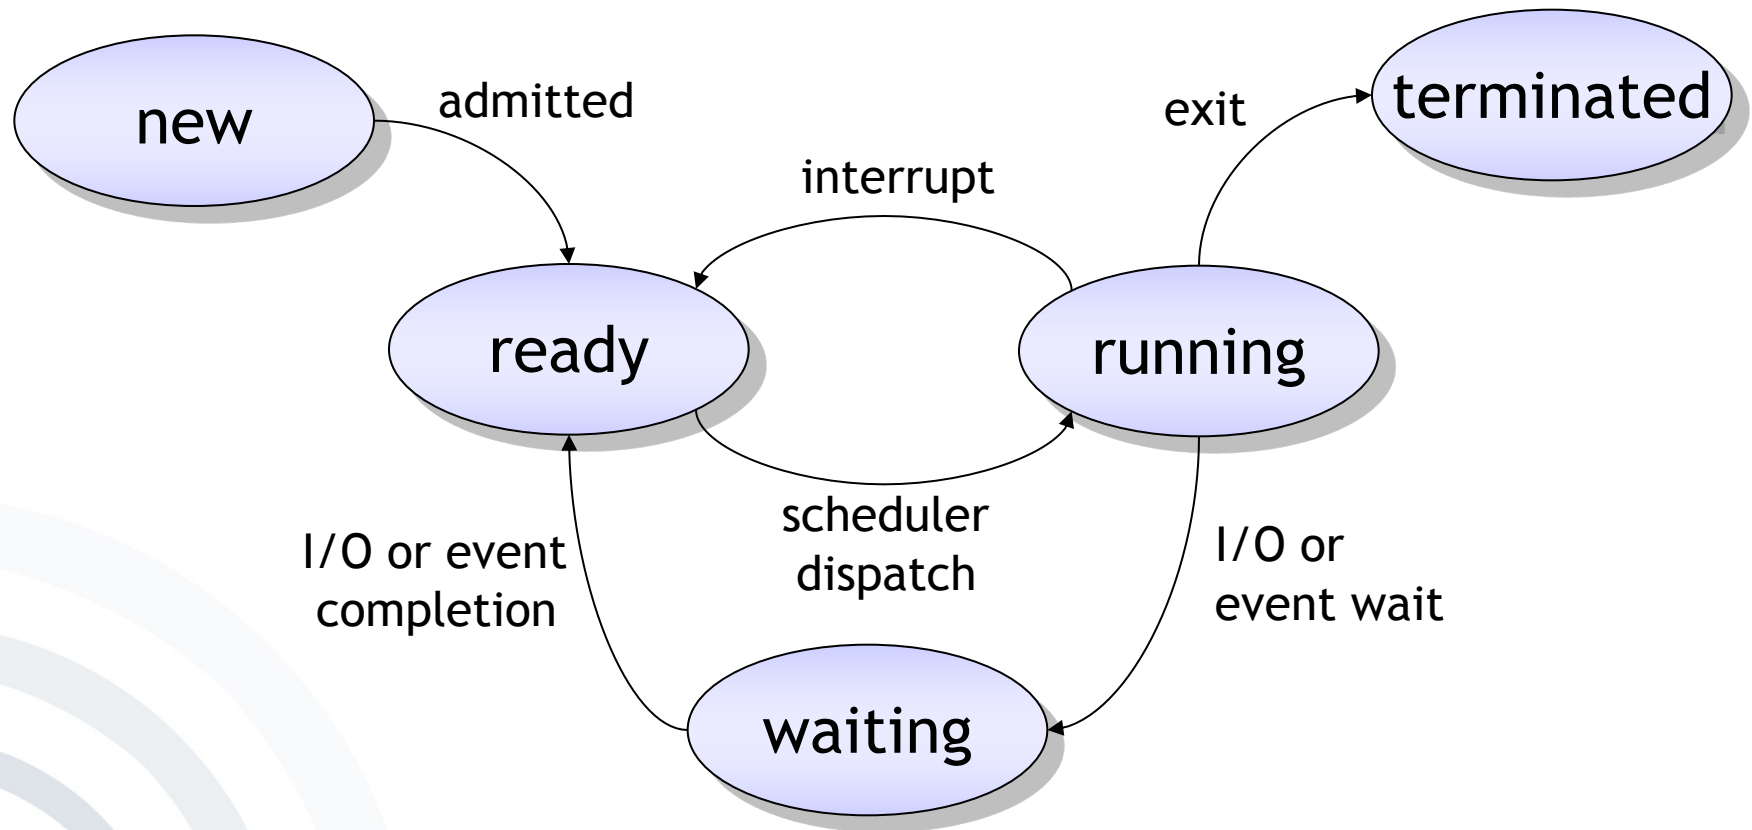 new
admitted
exit
terminated
interrupt
ready
running
scheduler
dispatch
I/O or event
completion
I/O or
event wait
waiting